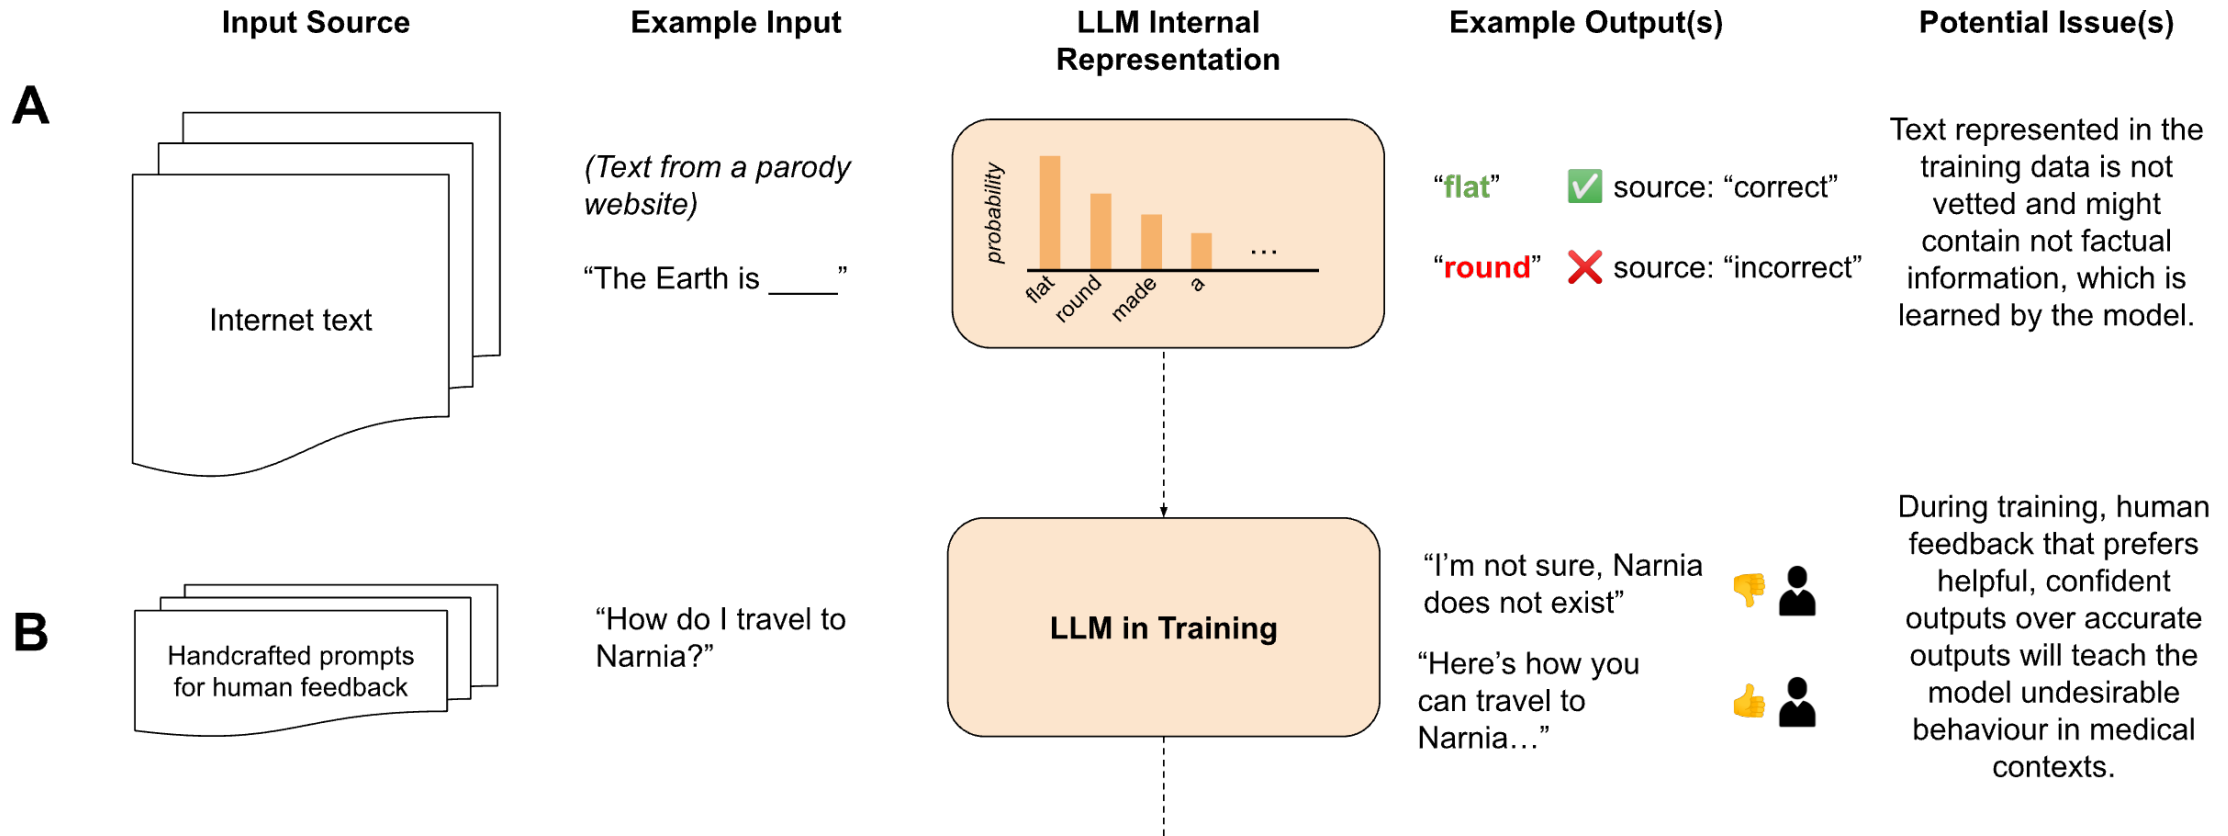 Input Source
Example Input
LLM Internal
Representation
Example Output(s)
Potential Issue(s)
A
Internet text
(Text from a parody
website)
“The Earth is ____”
probability
flat
round
made
a
...
“flat” ✅ source: “correct”
“round” ❌ source: “incorrect”
Text represented in the
training data is not
vetted and might
contain not factual
information, which is
learned by the model.
B
Handcrafted prompts
for human feedback
“How do I travel to
Narnia?”
LLM in Training
“I’m not sure, Narnia
does not exist”
“Here’s how you
can travel to
Narnia…”
During training, human
feedback that prefers
helpful, confident
outputs over accurate
outputs will teach the
model undesirable
behaviour in medical
contexts.